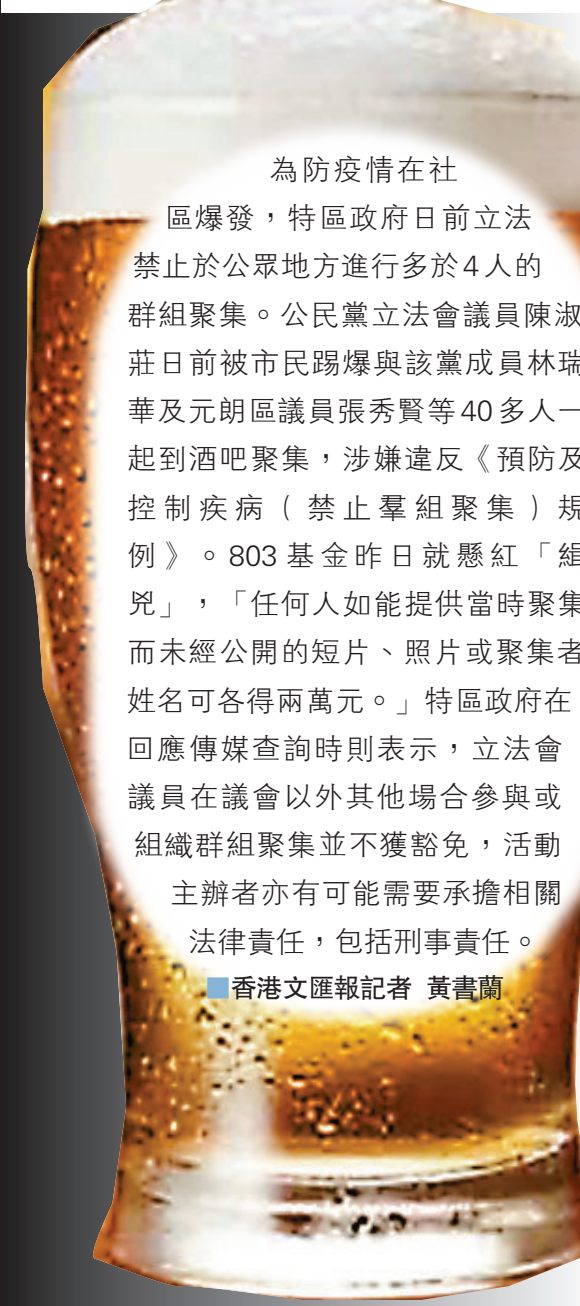 為防疫情在社
區爆發，特區政府日前立法
禁止於公眾地方進行多於4人的
群組聚集。公民黨立法會議員陳淑
莊日前被市民踢爆與該黨成員林瑞
華及元朗區議員張秀賢等40多人一
起到酒吧聚集，涉嫌違反《預防及
控制疾病（禁止羣組聚集）規
例》。803基金昨日就懸紅「緝
兇」，「任何人如能提供當時聚集
而未經公開的短片、照片或聚集者
姓名可各得兩萬元。」特區政府在
回應傳媒查詢時則表示，立法會
議員在議會以外其他場合參與或
組織群組聚集並不獲豁免，活動
主辦者亦有可能需要承擔相關
法律責任，包括刑事責任。
■香港文匯報記者 黃書蘭